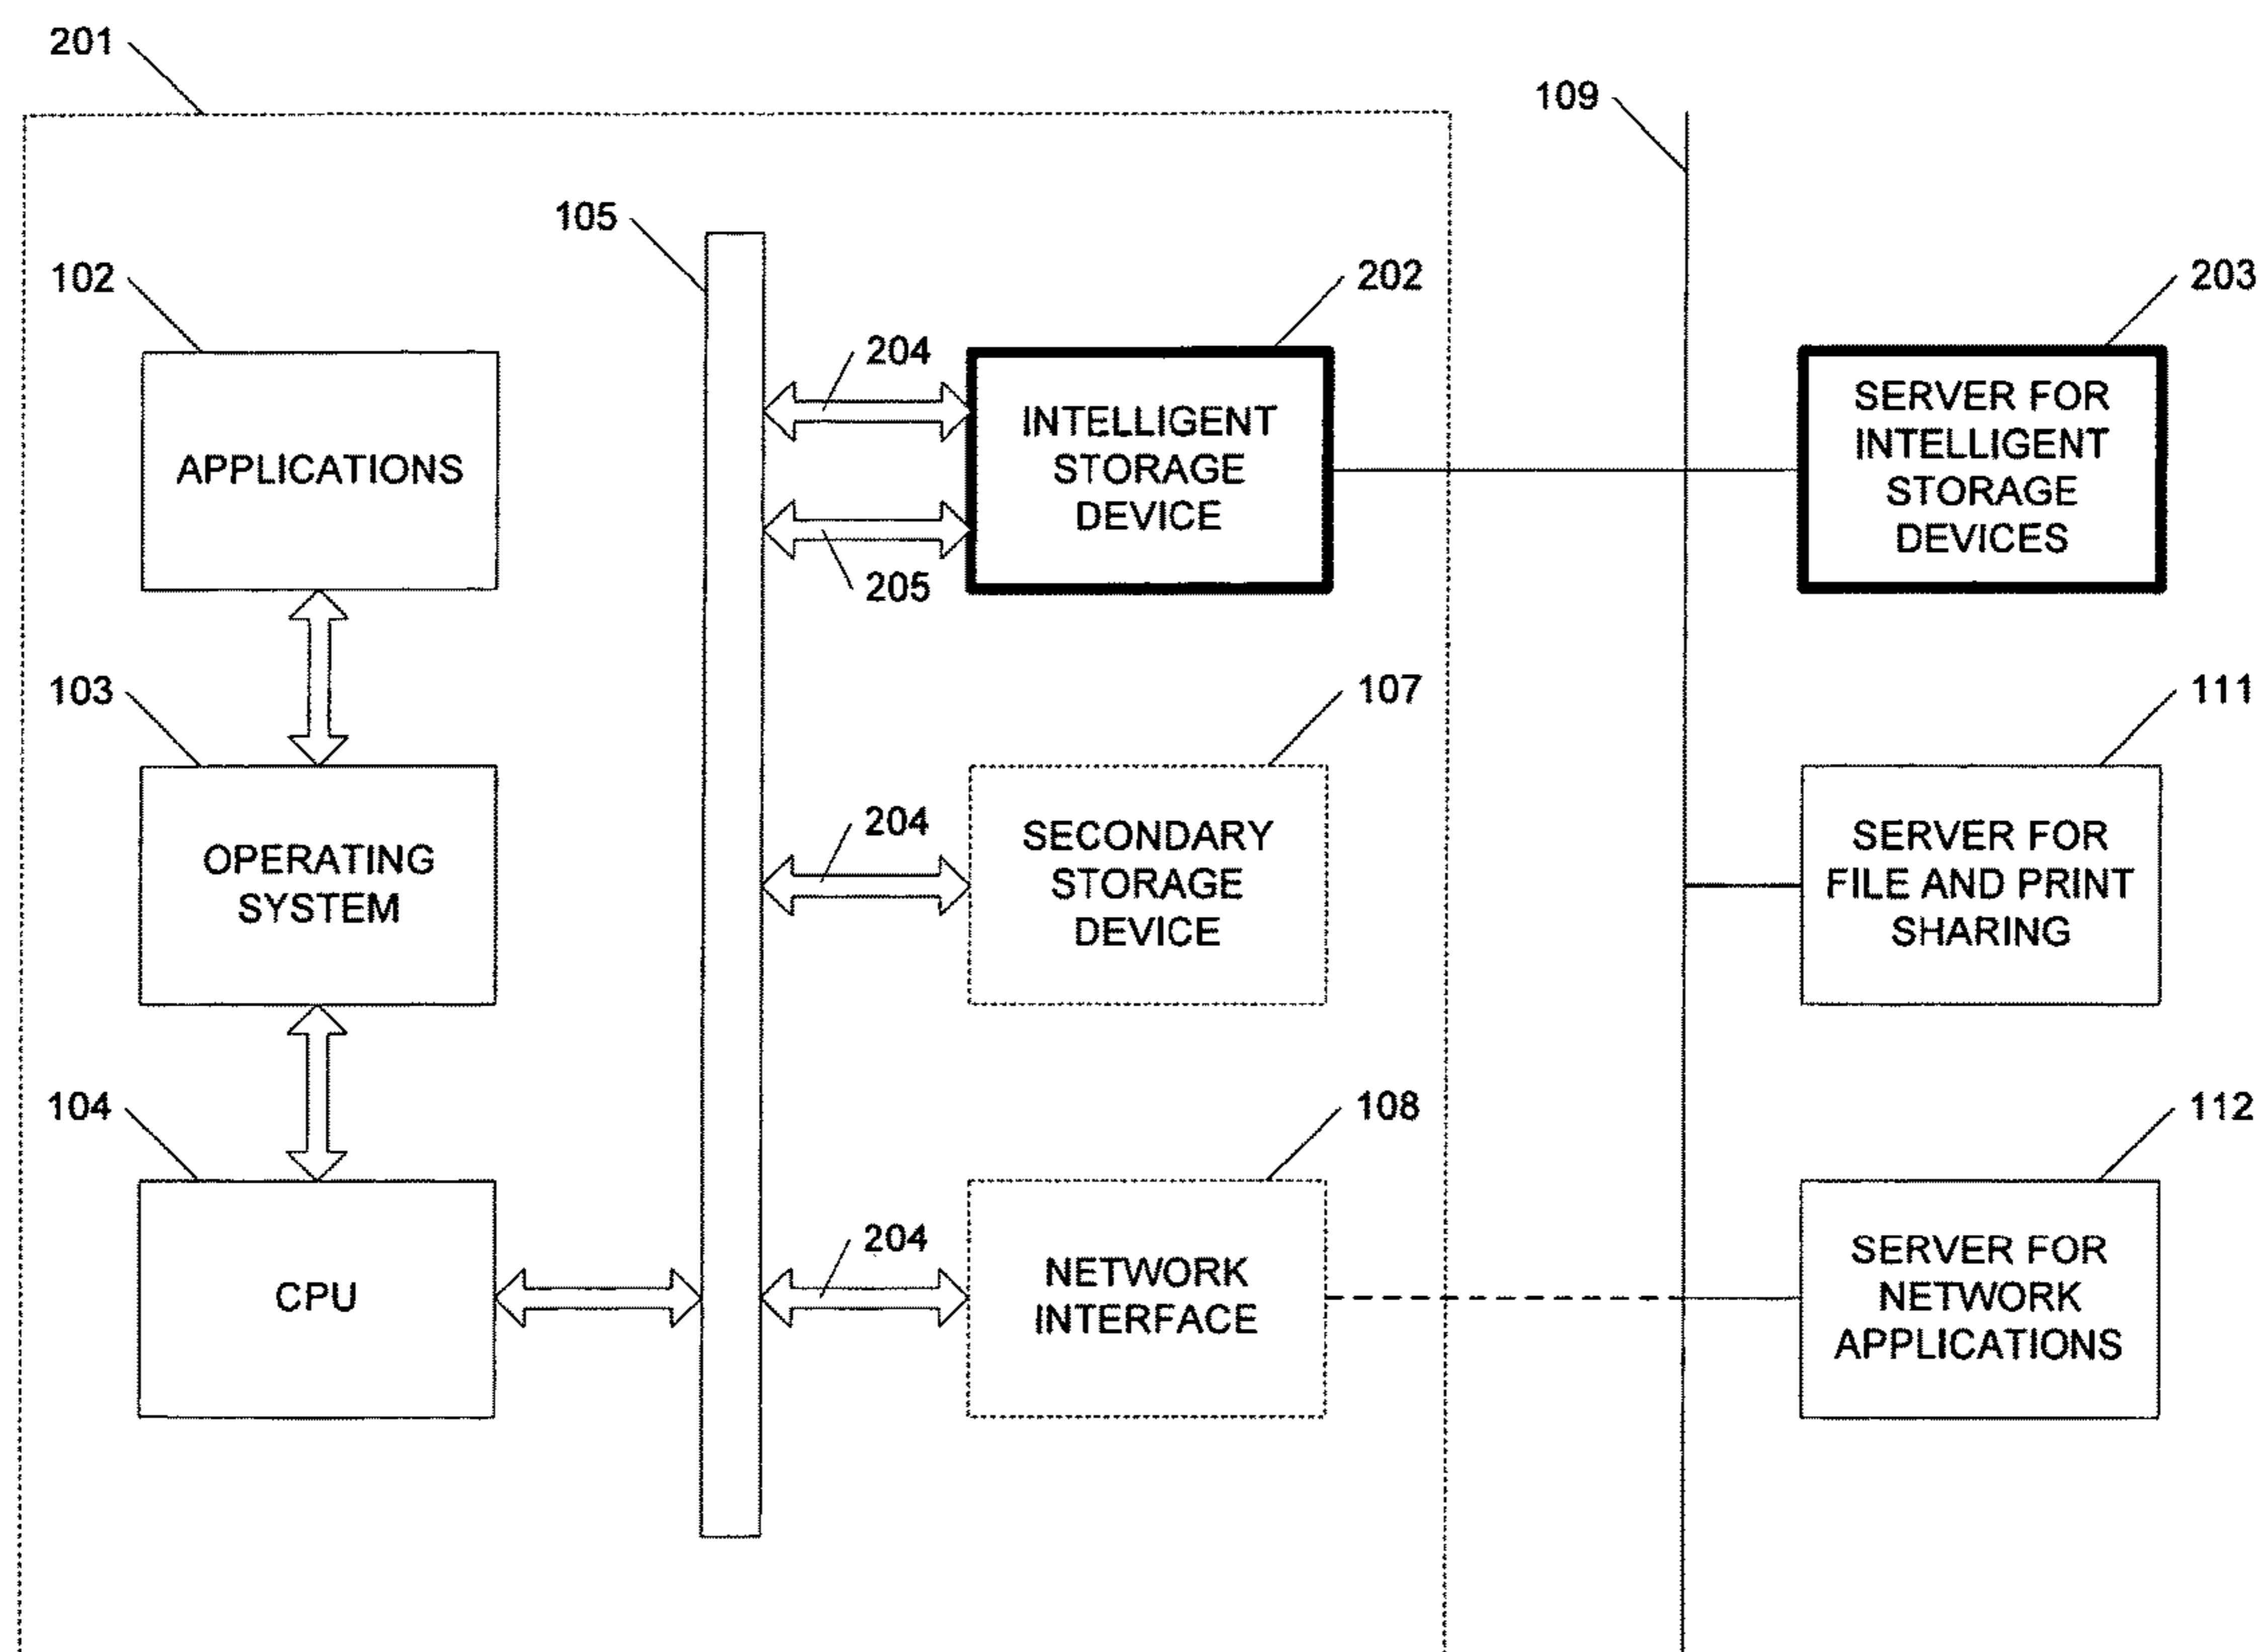 201
109
105
102
202
203
204
APPLICATIONS
INTELLIGENT
STORAGE
DEVICE
SERVER FOR
INTELLIGENT
STORAGE
DEVICES
205
103
107
111
204
OPERATING
SYSTEM
SECONDARY
STORAGE
DEVICE
SERVER FOR
FILE AND PRINT
SHARING
104
108
112
204
CPU
NETWORK
INTERFACE
SERVER FOR
NETWORK
APPLICATIONS